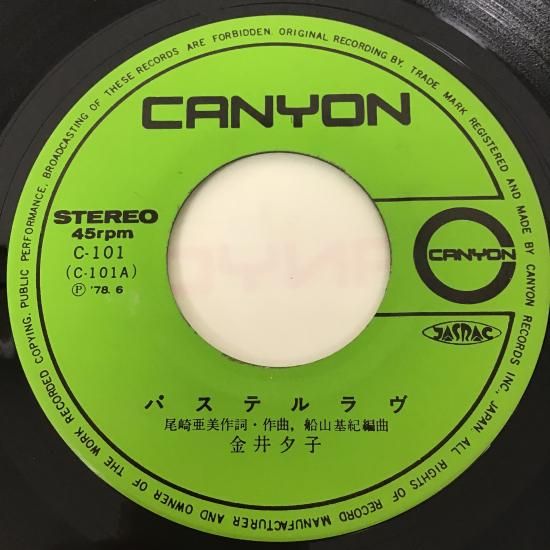 CANYON
STEREO
45rpm
C-101
(C-101A)
Ⓟ '78. 6
CANYON
JASRAC
パステルラヴ
尾崎亜美作詞・作曲, 船山基紀編曲
金井夕子
ALL RIGHTS OF RECORD MANUFACTURER AND OWNER OF THE WORK RECORDED COPYING, PUBLIC PERFORMANCE, BROADCASTING OF THESE RECORDS ARE FORBIDDEN. ORIGINAL RECORDING BY. TRADE MARK REGISTERED AND MADE BY CANYON RECORDS INC., JAPAN.